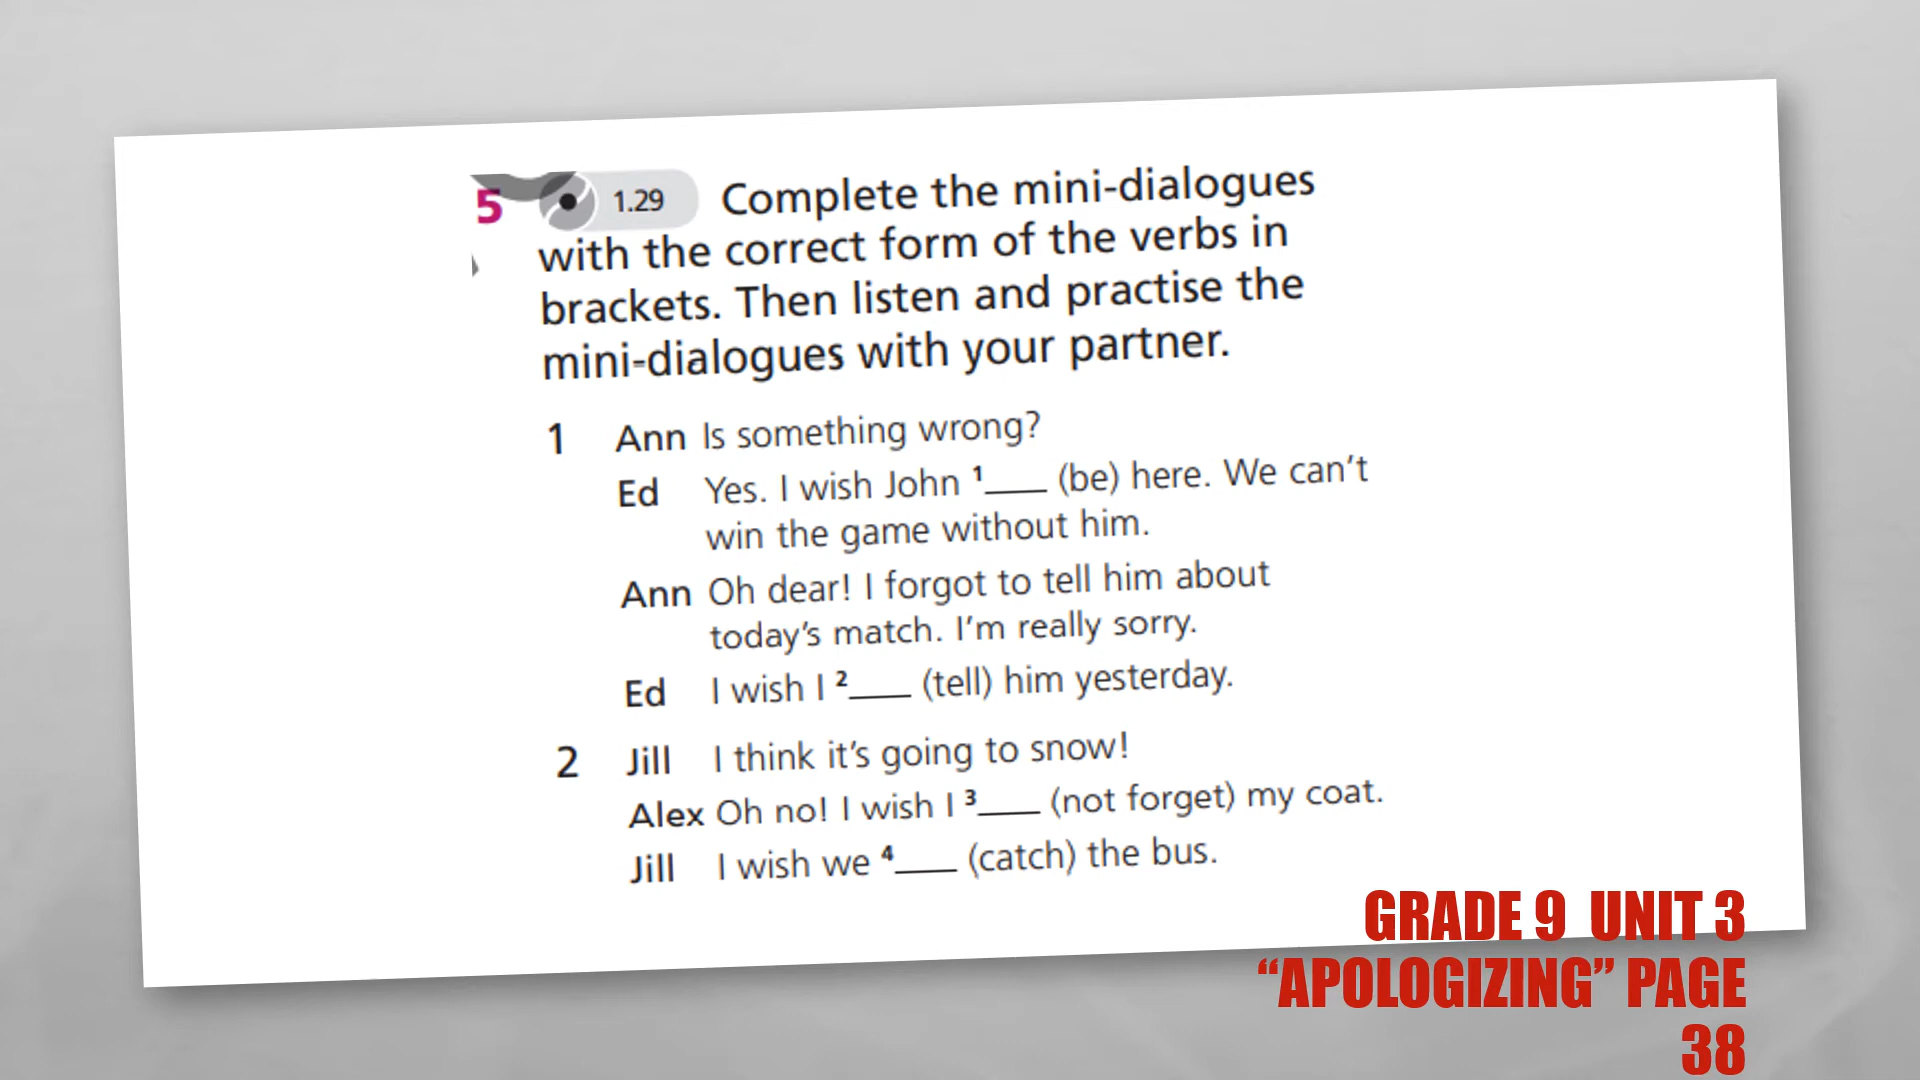 5 1.29 Complete the mini-dialogues
with the correct form of the verbs in
brackets. Then listen and practise the
mini-dialogues with your partner.
1 Ann Is something wrong?
Ed Yes. I wish John ¹___ (be) here. We can’t
win the game without him.
Ann Oh dear! I forgot to tell him about
today’s match. I’m really sorry.
Ed I wish I ²___ (tell) him yesterday.
2 Jill I think it’s going to snow!
Alex Oh no! I wish I ³___ (not forget) my coat.
Jill I wish we ⁴___ (catch) the bus.
GRADE 9 UNIT 3
“APOLOGIZING” PAGE
38